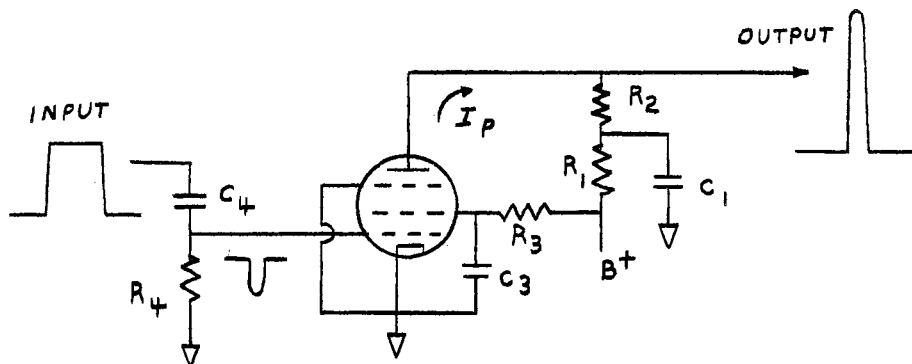 OUTPUT
INPUT
I_P
R_2
R_1
C_1
C_4
R_3
B+
C_3
R_4